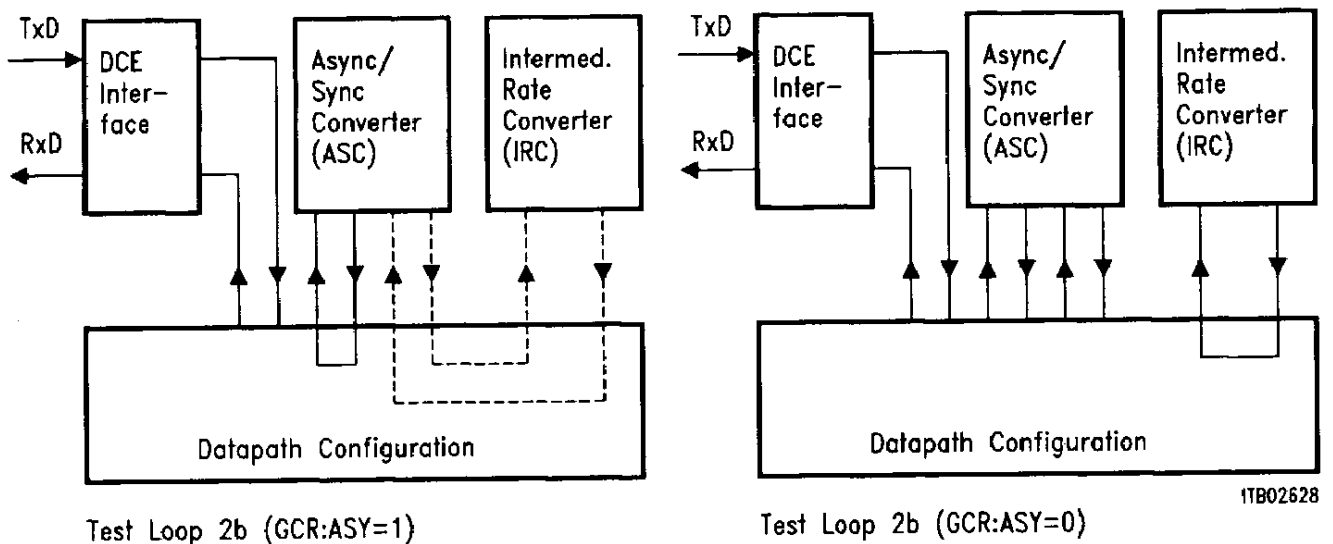 TxD
RxD
DCE
Inter-
face
Async/
Sync
Converter
(ASC)
Intermed.
Rate
Converter
(IRC)
Datapath Configuration
Test Loop 2b (GCR:ASY=1)
TxD
RxD
DCE
Inter-
face
Async/
Sync
Converter
(ASC)
Intermed.
Rate
Converter
(IRC)
Datapath Configuration
ITB02628
Test Loop 2b (GCR:ASY=0)